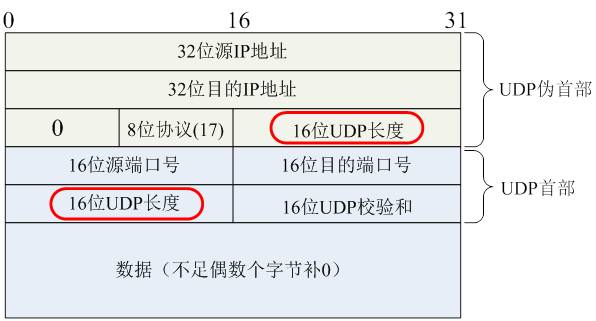 0 16 31
32位源IP地址
32位目的IP地址
UDP伪首部
0 8位协议(17) 16位UDP长度
16位源端口号 16位目的端口号
UDP首部
16位UDP长度 16位UDP校验和
数据（不足偶数个字节补0）